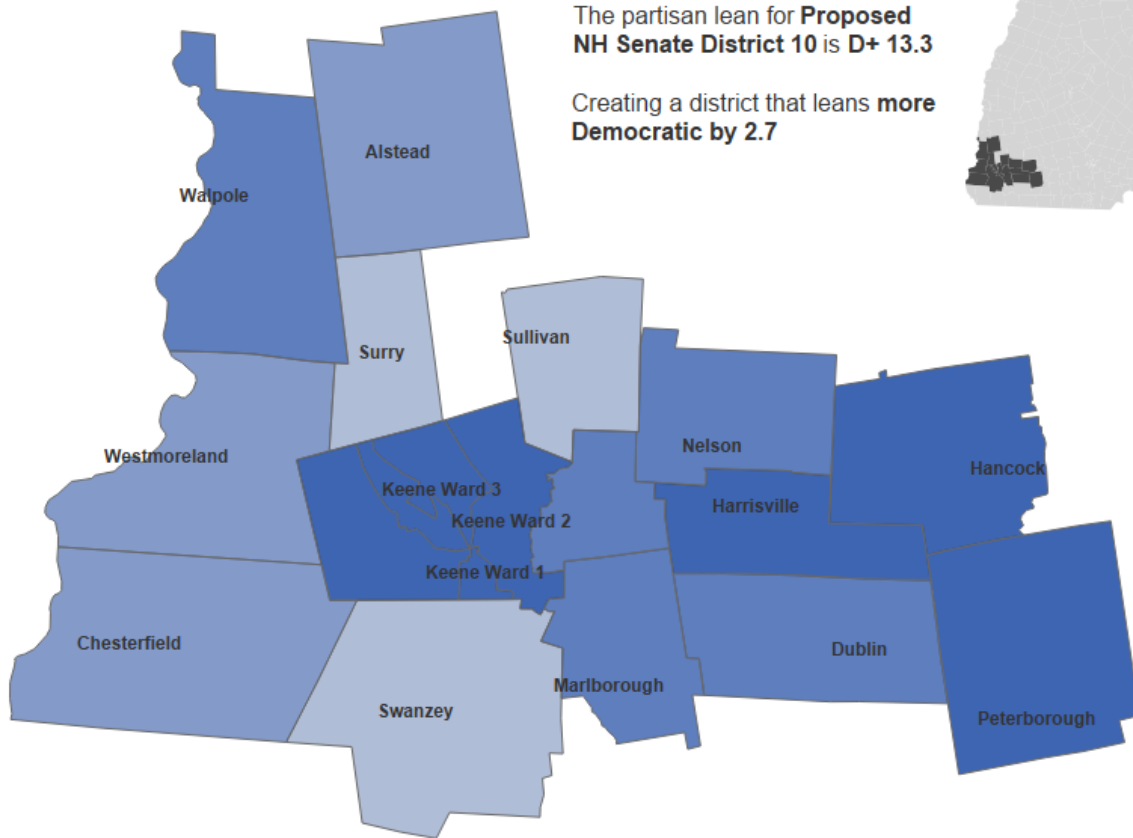 The partisan lean for Proposed
NH Senate District 10 is D+ 13.3
Creating a district that leans more
Democratic by 2.7
Alstead
Walpole
Sullivan
Surry
Nelson
Westmoreland
Hancock
Keene Ward 3
Harrisville
Keene Ward 2
Keene Ward 1
Chesterfield
Dublin
Marlborough
Swanzey
Peterborough